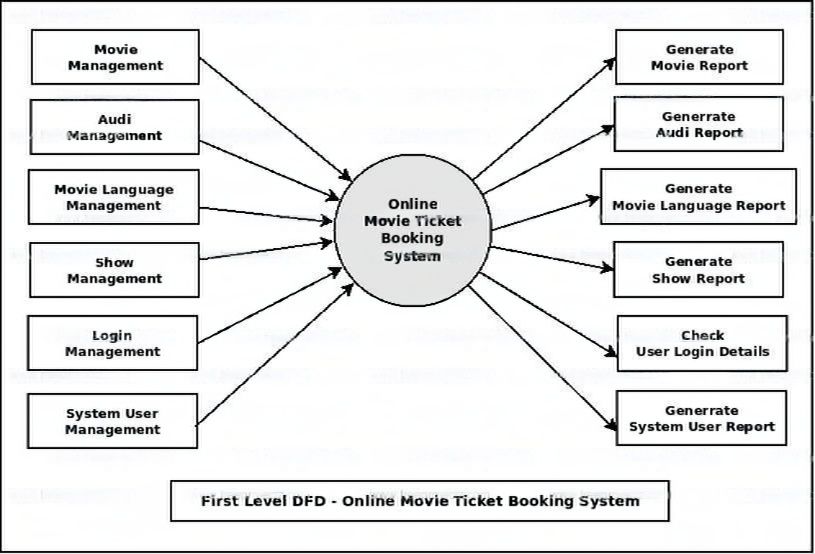 Movie
Management
Audi
Management
Movie Language
Management
Show
Management
Login
Management
System User
Management
Online
Movie Ticket
Booking
System
Generate
Movie Report
Generrate
Audi Report
Generate
Movie Language Report
Generate
Show Report
Check
User Login Details
Generrate
System User Report
First Level DFD - Online Movie Ticket Booking System